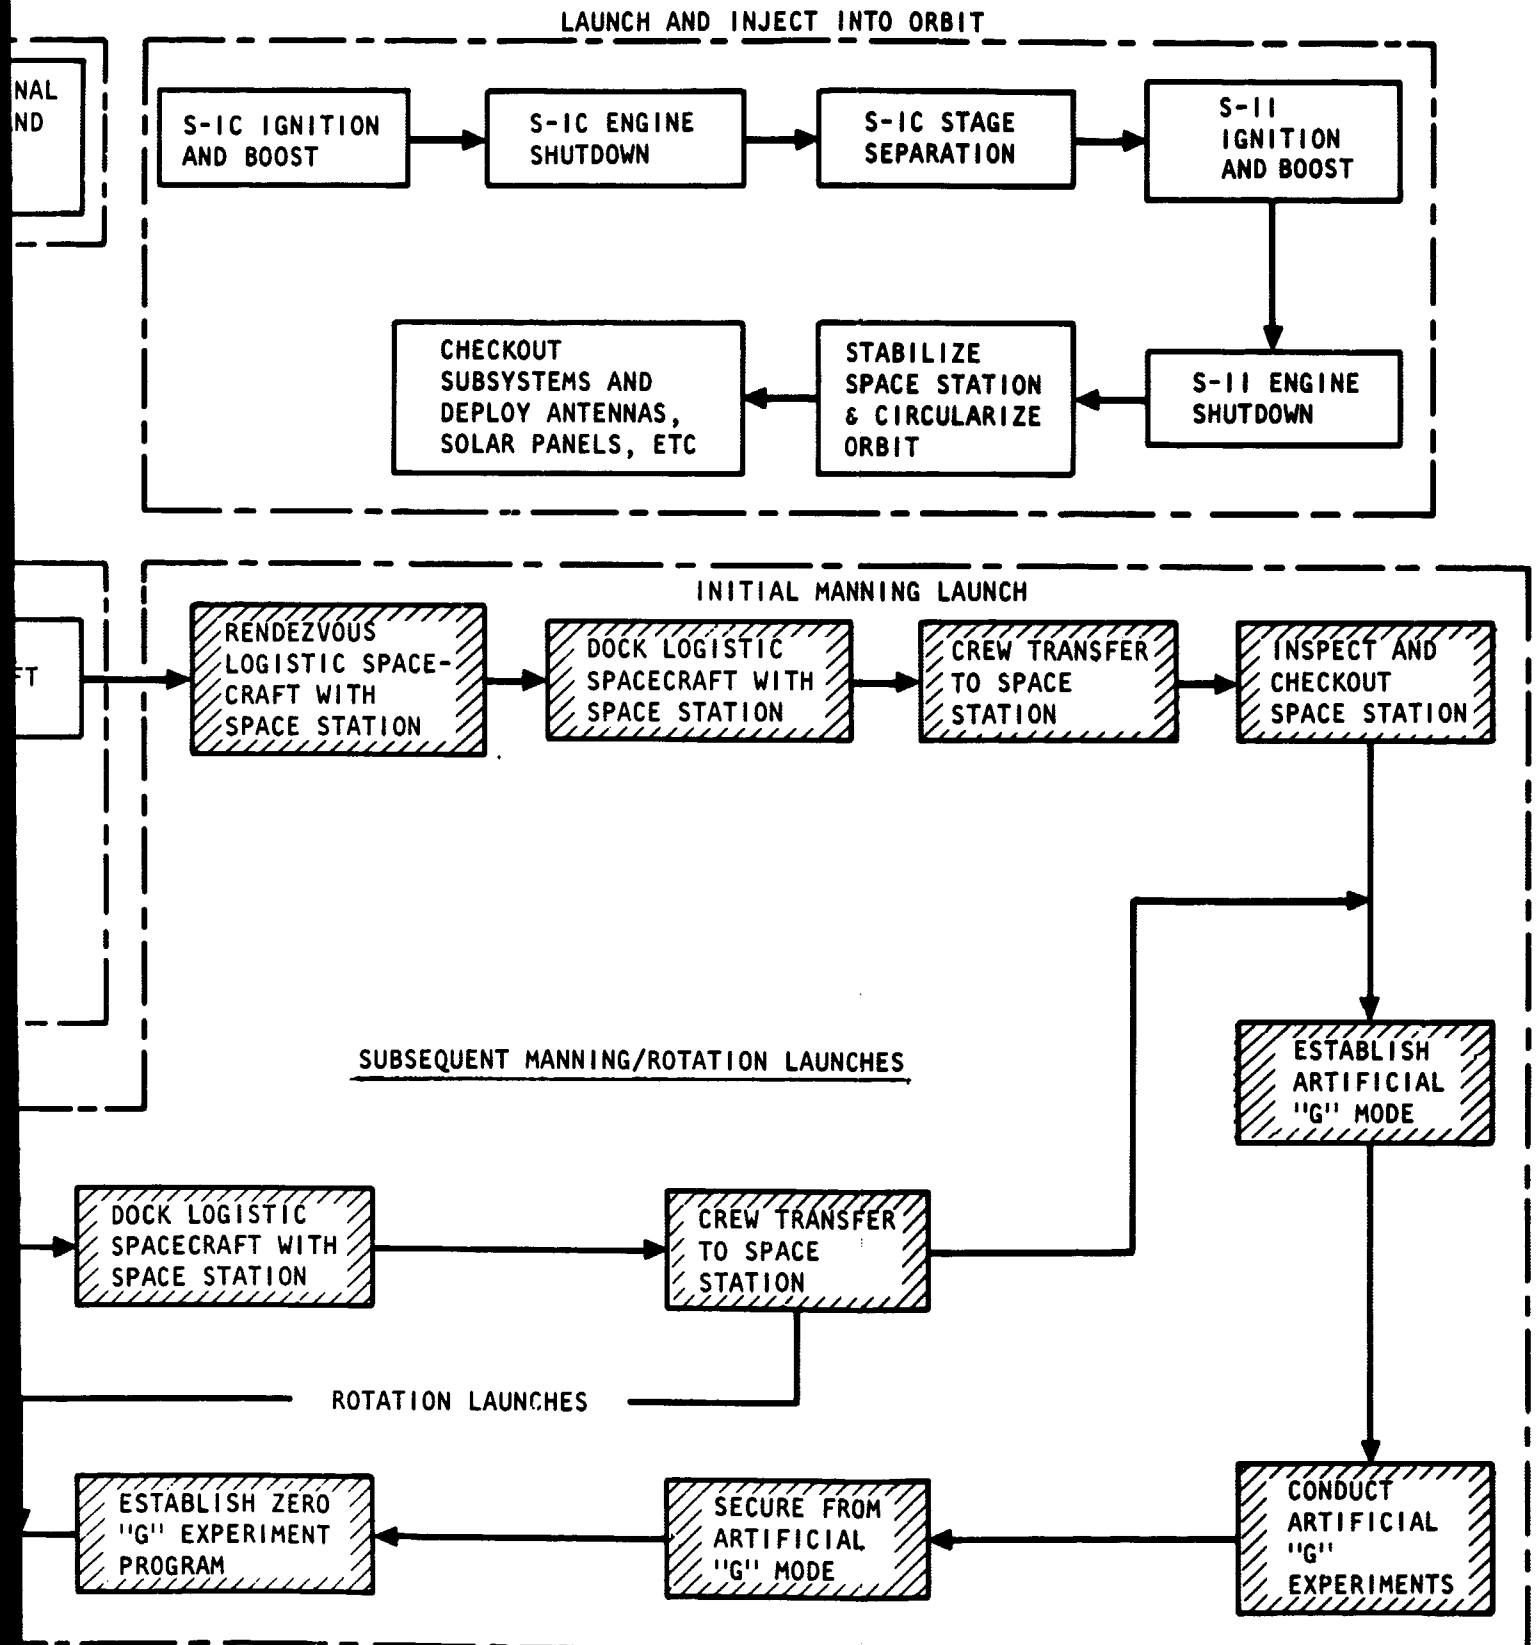 LAUNCH AND INJECT INTO ORBIT
NAL
ND
S-IC IGNITION
AND BOOST
S-IC ENGINE
SHUTDOWN
S-IC STAGE
SEPARATION
S-II
IGNITION
AND BOOST
CHECKOUT
SUBSYSTEMS AND
DEPLOY ANTENNAS,
SOLAR PANELS, ETC
STABILIZE
SPACE STATION
& CIRCULARIZE
ORBIT
S-II ENGINE
SHUTDOWN
INITIAL MANNING LAUNCH
FT
RENDEZVOUS
LOGISTIC SPACE-
CRAFT WITH
SPACE STATION
DOCK LOGISTIC
SPACECRAFT WITH
SPACE STATION
CREW TRANSFER
TO SPACE
STATION
INSPECT AND
CHECKOUT
SPACE STATION
SUBSEQUENT MANNING/ROTATION LAUNCHES
ESTABLISH
ARTIFICIAL
"G" MODE
DOCK LOGISTIC
SPACECRAFT WITH
SPACE STATION
CREW TRANSFER
TO SPACE
STATION
ROTATION LAUNCHES
ESTABLISH ZERO
"G" EXPERIMENT
PROGRAM
SECURE FROM
ARTIFICIAL
"G" MODE
CONDUCT
ARTIFICIAL
"G"
EXPERIMENTS